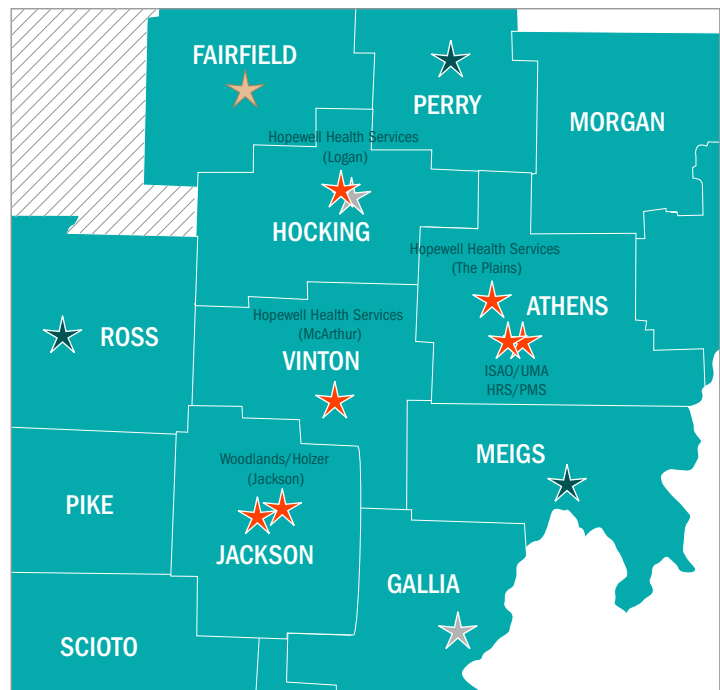 FAIRFIELD
PERRY
MORGAN
Hopewell Health Services
(Logan)
HOCKING
Hopewell Health Services
(The Plains)
ATHENS
ISAO/UMA
HRS/PMS
ROSS
Hopewell Health Services
(McArthur)
VINTON
MEIGS
Woodlands/Holzer
(Jackson)
JACKSON
PIKE
GALLIA
SCIOTO